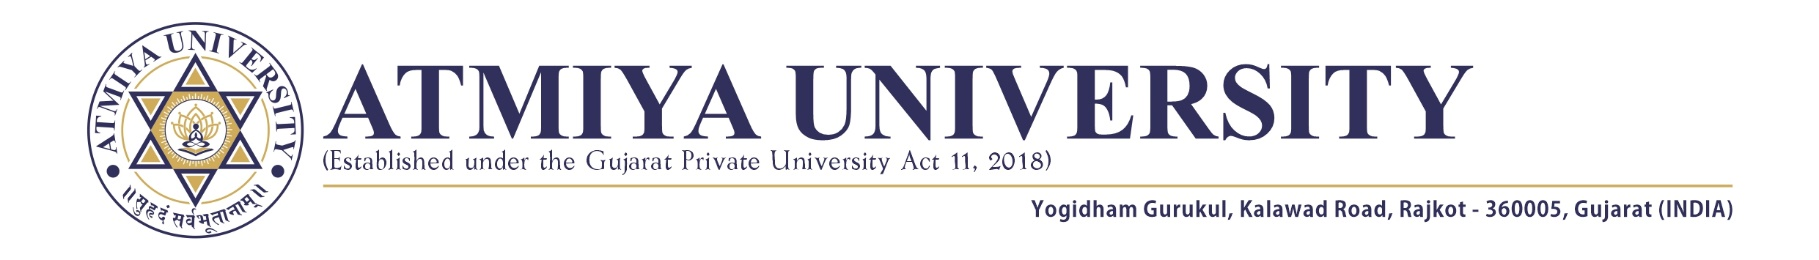 ATMIYA UNIVERSITY
॥ सुहृदं सर्वभूतानाम् ॥
ATMIYA UNIVERSITY
(Established under the Gujarat Private University Act 11, 2018)
Yogidham Gurukul, Kalawad Road, Rajkot - 360005, Gujarat (INDIA)